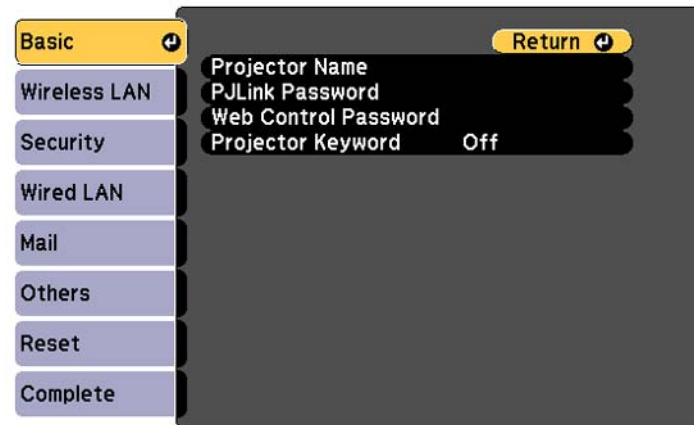 Basic
Wireless LAN
Security
Wired LAN
Mail
Others
Reset
Complete
Return
Projector Name
PJLink Password
Web Control Password
Projector Keyword Off